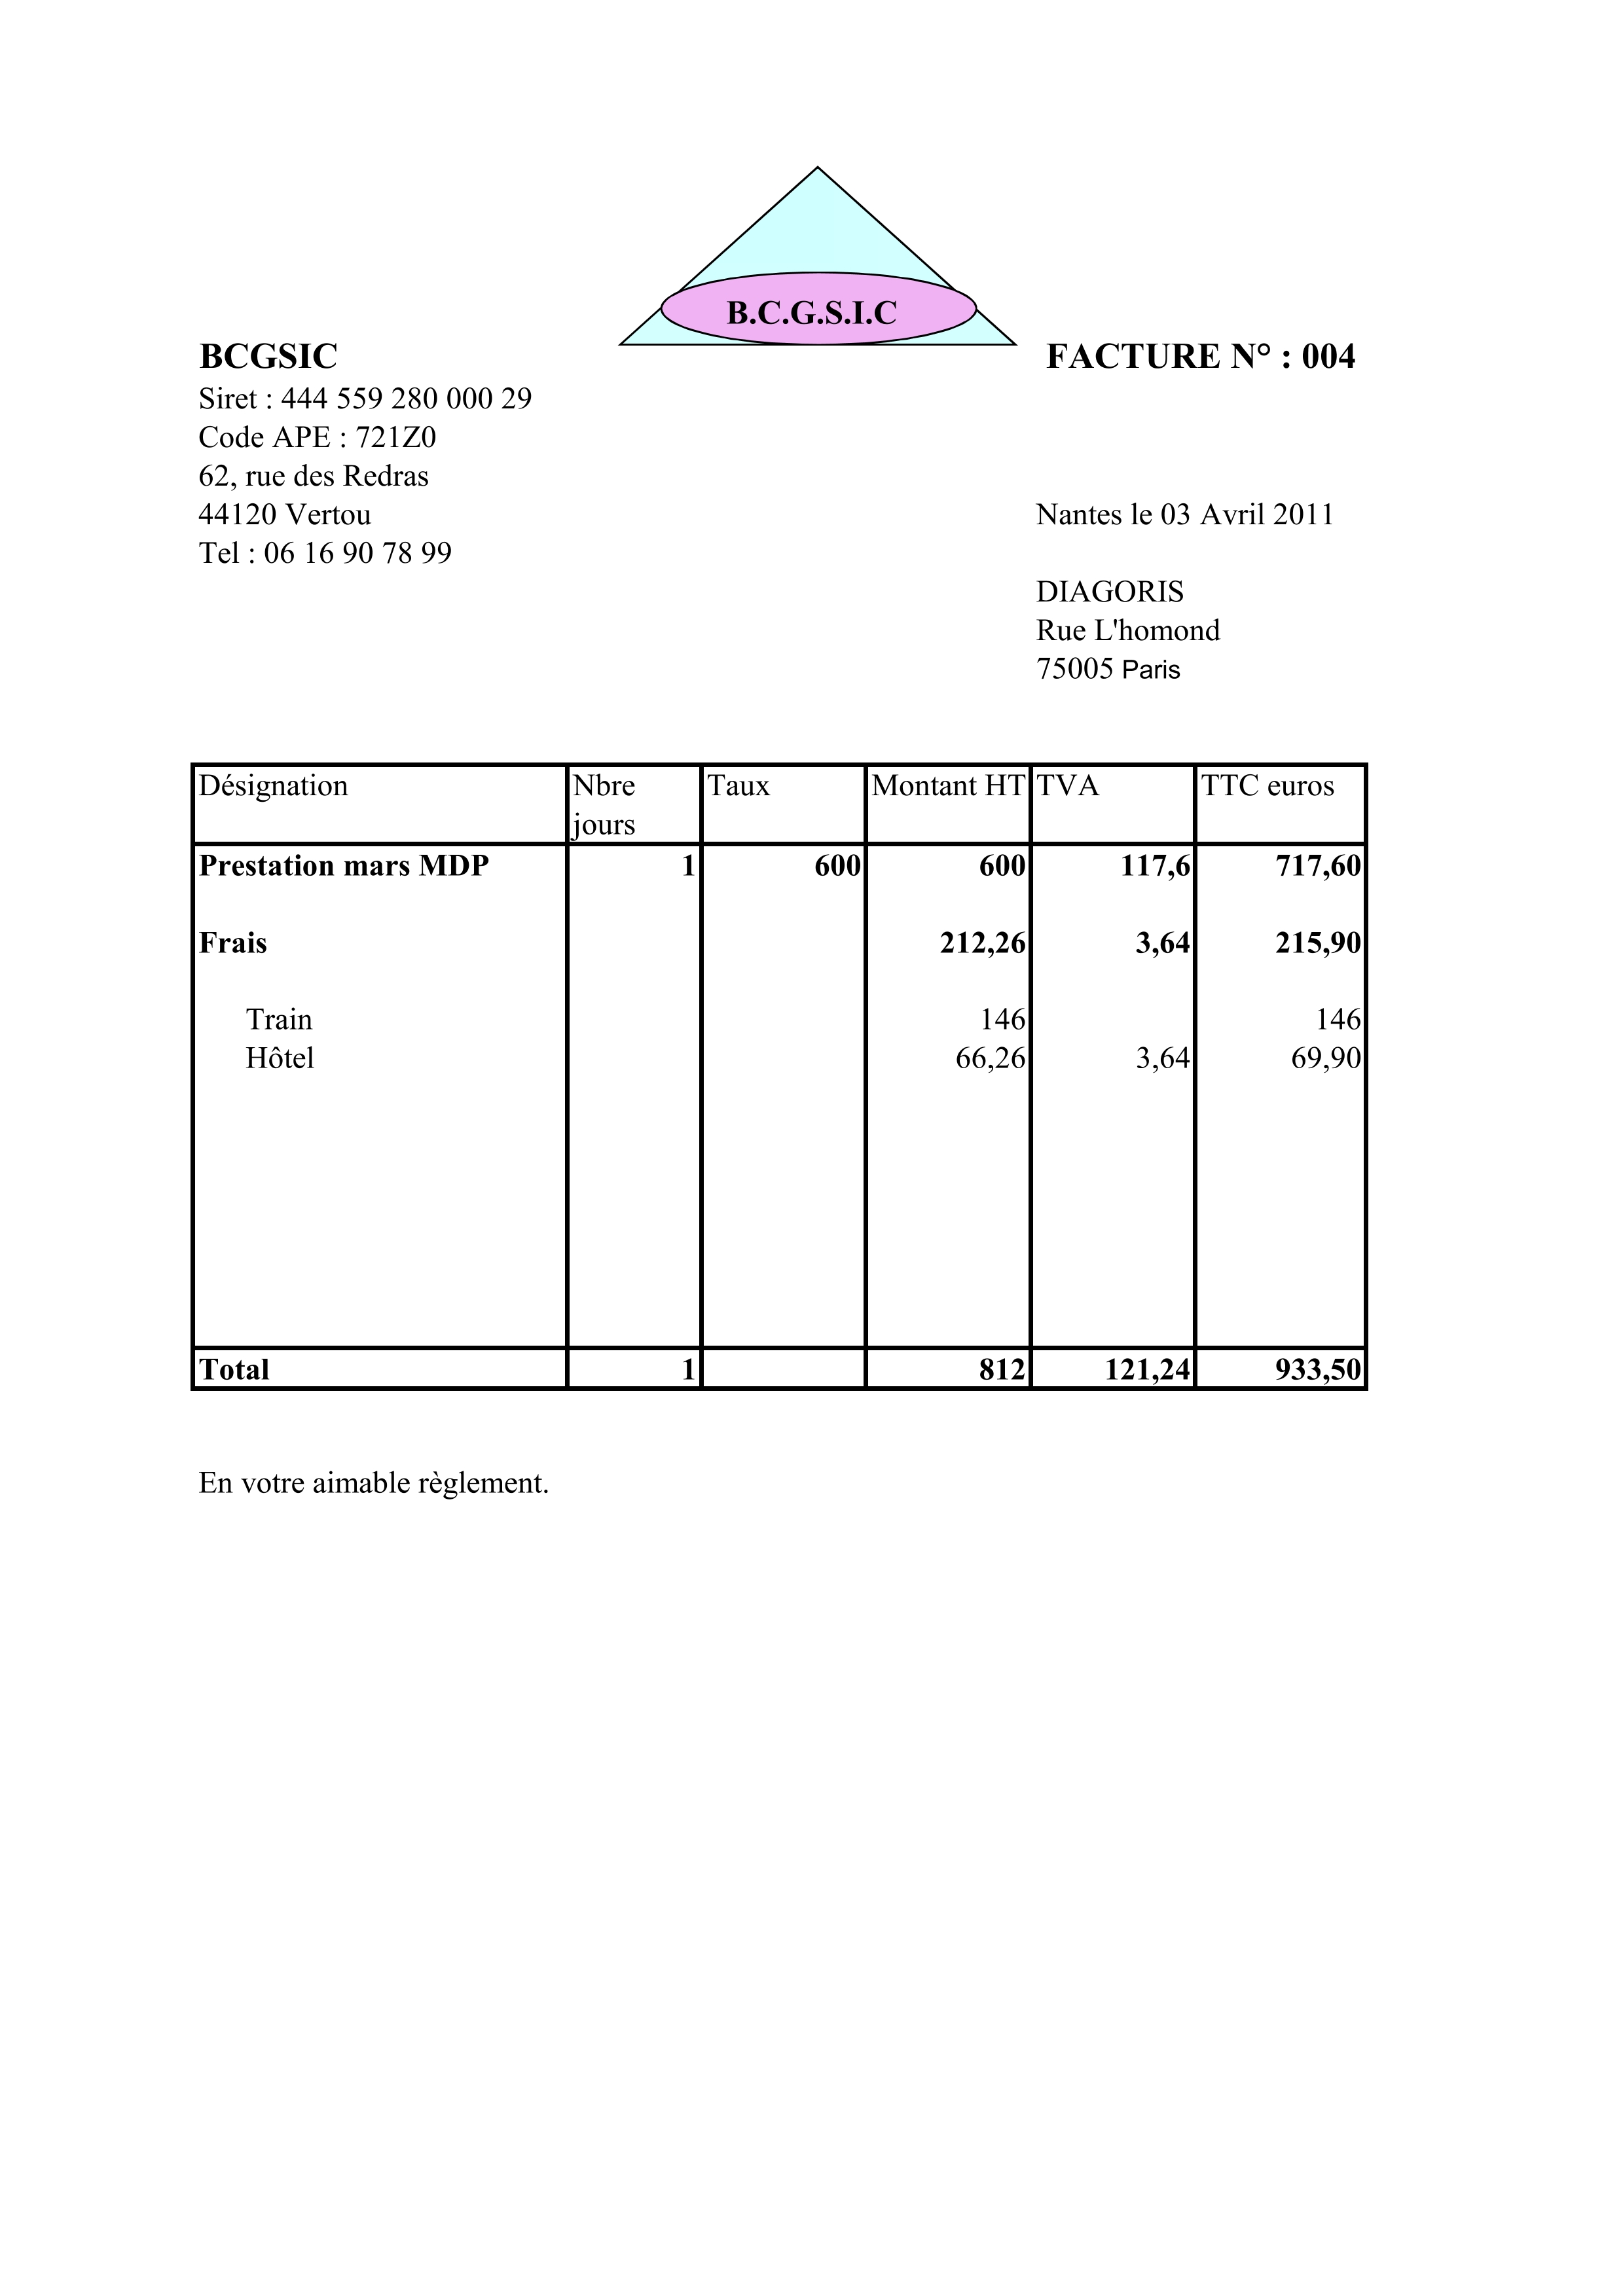 B.C.G.S.I.C
BCGSIC
FACTURE N° : 004
Siret : 444 559 280 000 29
Code APE : 721Z0
62, rue des Redras
44120 Vertou
Nantes le 03 Avril 2011
Tel : 06 16 90 78 99
DIAGORIS
Rue L'homond
75005 Paris
Désignation Nbre jours Taux Montant HT TVA TTC euros
Prestation mars MDP 1 600 600 117,6 717,60
Frais 212,26 3,64 215,90
Train 146 146
Hôtel 66,26 3,64 69,90
Total 1 812 121,24 933,50
En votre aimable règlement.